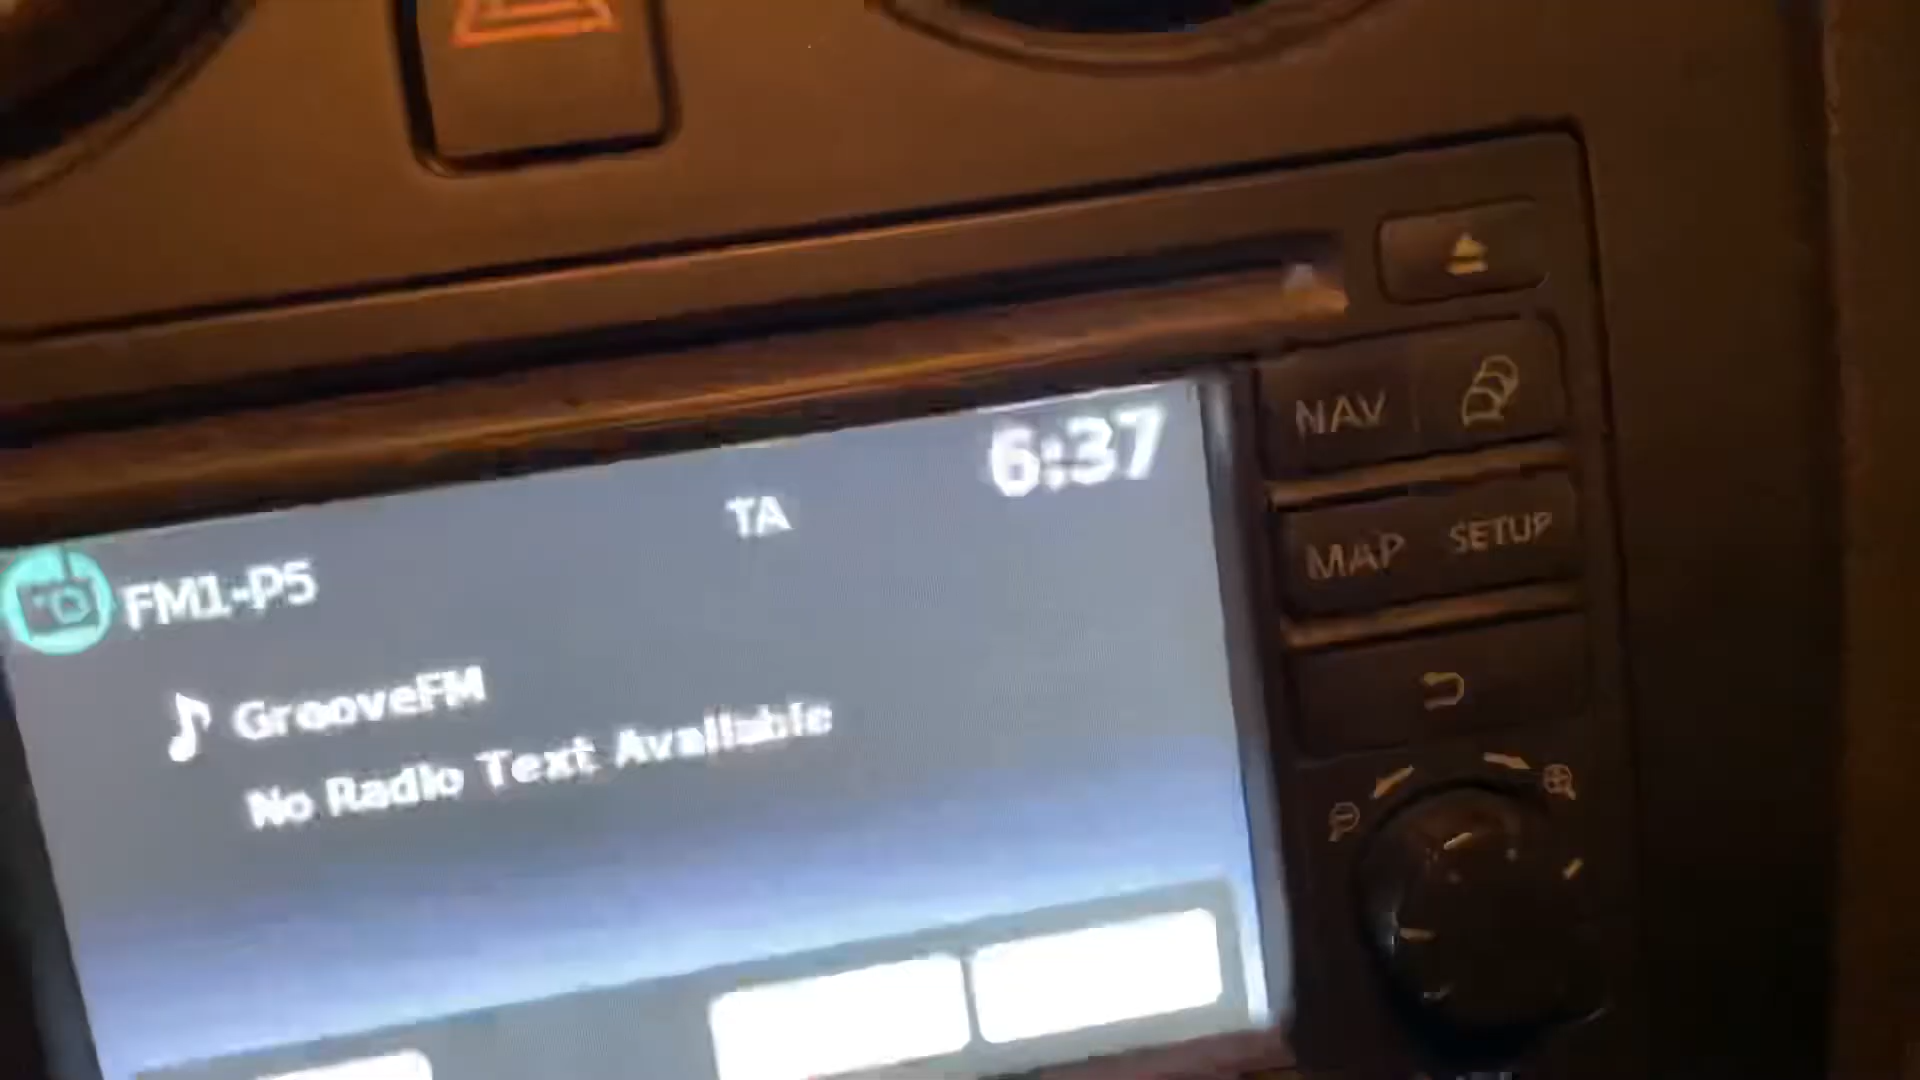 6:37
TA
FM1-P5
GrooveFM
No Radio Text Available
NAV
MAP
SETUP